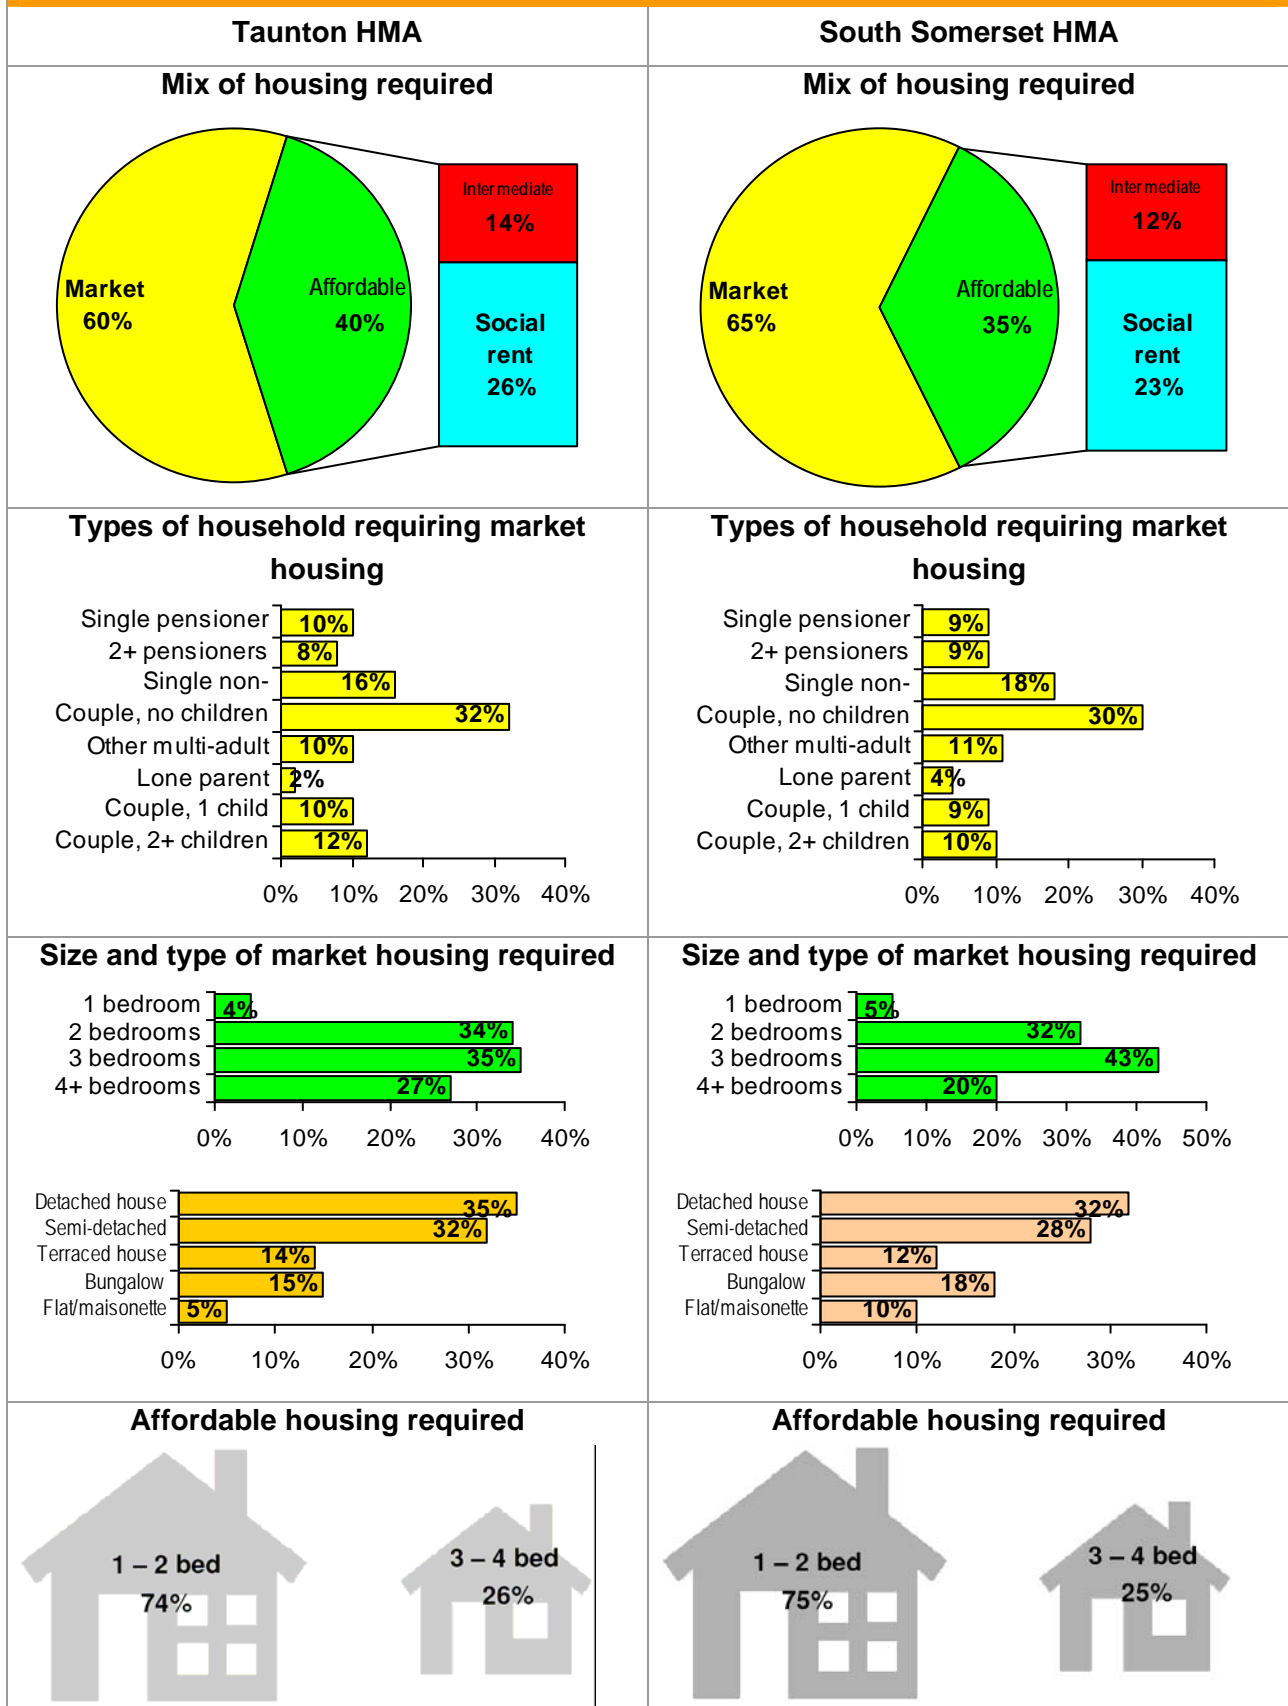 Taunton HMA
South Somerset HMA
Mix of housing required
Market
60%
Affordable
40%
Intermediate
14%
Social
rent
26%
Mix of housing required
Market
65%
Affordable
35%
Intermediate
12%
Social
rent
23%
Types of household requiring market
housing
Single pensioner 10%
2+ pensioners 8%
Single non- 16%
Couple, no children 32%
Other multi-adult 10%
Lone parent 2%
Couple, 1 child 10%
Couple, 2+ children 12%
0% 10% 20% 30% 40%
Types of household requiring market
housing
Single pensioner 9%
2+ pensioners 9%
Single non- 18%
Couple, no children 30%
Other multi-adult 11%
Lone parent 4%
Couple, 1 child 9%
Couple, 2+ children 10%
0% 10% 20% 30% 40%
Size and type of market housing required
1 bedroom 4%
2 bedrooms 34%
3 bedrooms 35%
4+ bedrooms 27%
0% 10% 20% 30% 40%
Detached house 35%
Semi-detached 32%
Terraced house 14%
Bungalow 15%
Flat/maisonette 5%
0% 10% 20% 30% 40%
Size and type of market housing required
1 bedroom 5%
2 bedrooms 32%
3 bedrooms 43%
4+ bedrooms 20%
0% 10% 20% 30% 40% 50%
Detached house 32%
Semi-detached 28%
Terraced house 12%
Bungalow 18%
Flat/maisonette 10%
0% 10% 20% 30% 40%
Affordable housing required
1 – 2 bed
74%
3 – 4 bed
26%
Affordable housing required
1 – 2 bed
75%
3 – 4 bed
25%